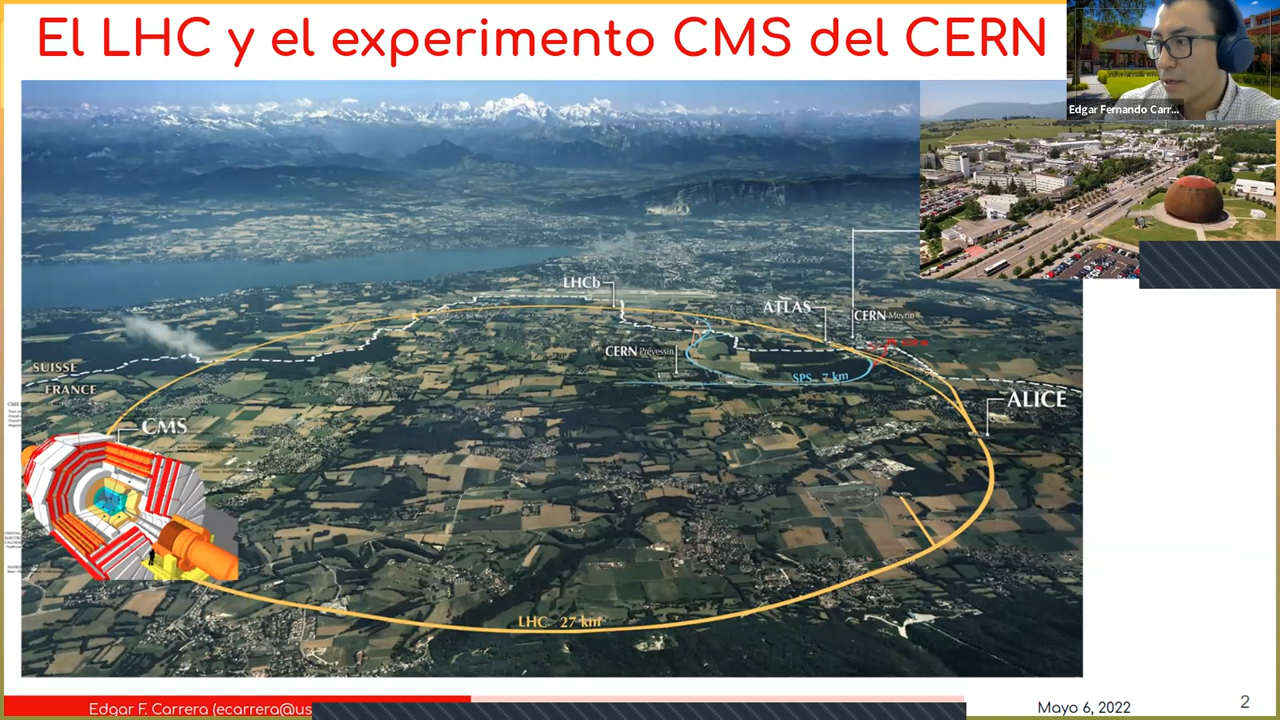 El LHC y el experimento CMS del CERN
Edgar Fernando Carr...
LHCb
ATLAS
CERN Meyrin
CERN Prévessin
SPS 7 km
SUISSE
FRANCE
CMS
ALICE
LHC 27 km
Edgar F. Carrera (ecarrera@us
Mayo 6, 2022
2